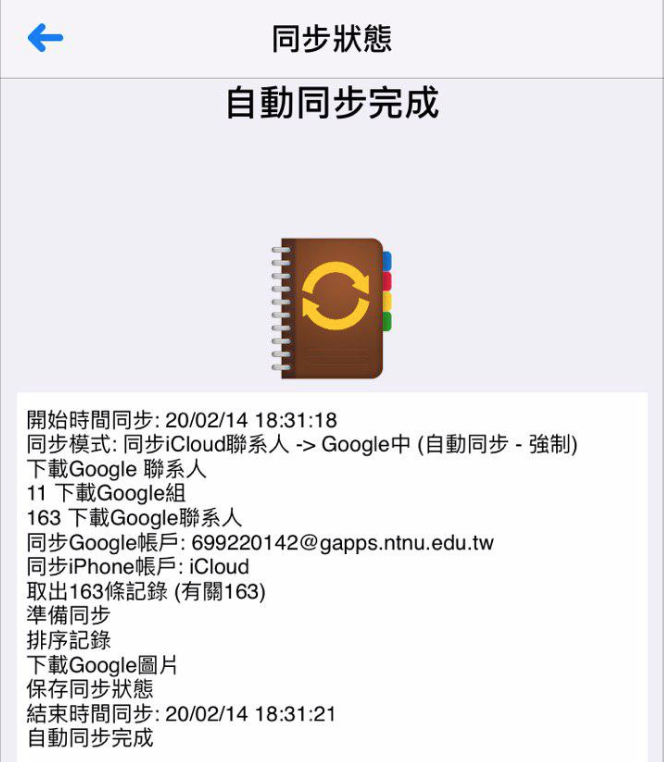 同步狀態
自動同步完成
開始時間同步: 20/02/14 18:31:18
同步模式: 同步iCloud聯系人 -> Google中 (自動同步 - 強制)
下載Google 聯系人
11 下載Google組
163 下載Google聯系人
同步Google帳戶: 699220142@gapps.ntnu.edu.tw
同步iPhone帳戶: iCloud
取出163條記錄 (有關163)
準備同步
排序記錄
下載Google圖片
保存同步狀態
結束時間同步: 20/02/14 18:31:21
自動同步完成